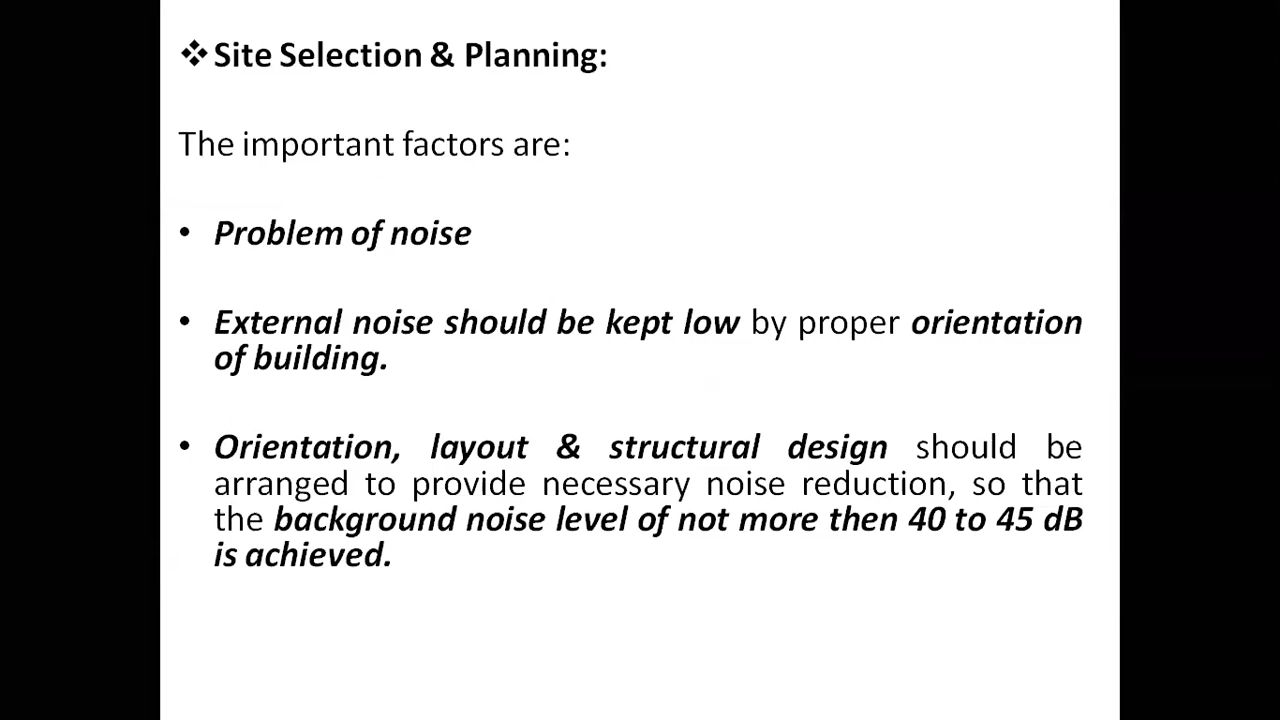 ❖ Site Selection & Planning:
The important factors are:
• Problem of noise
• External noise should be kept low by proper orientation
of building.
• Orientation, layout & structural design should be
arranged to provide necessary noise reduction, so that
the background noise level of not more then 40 to 45 dB
is achieved.